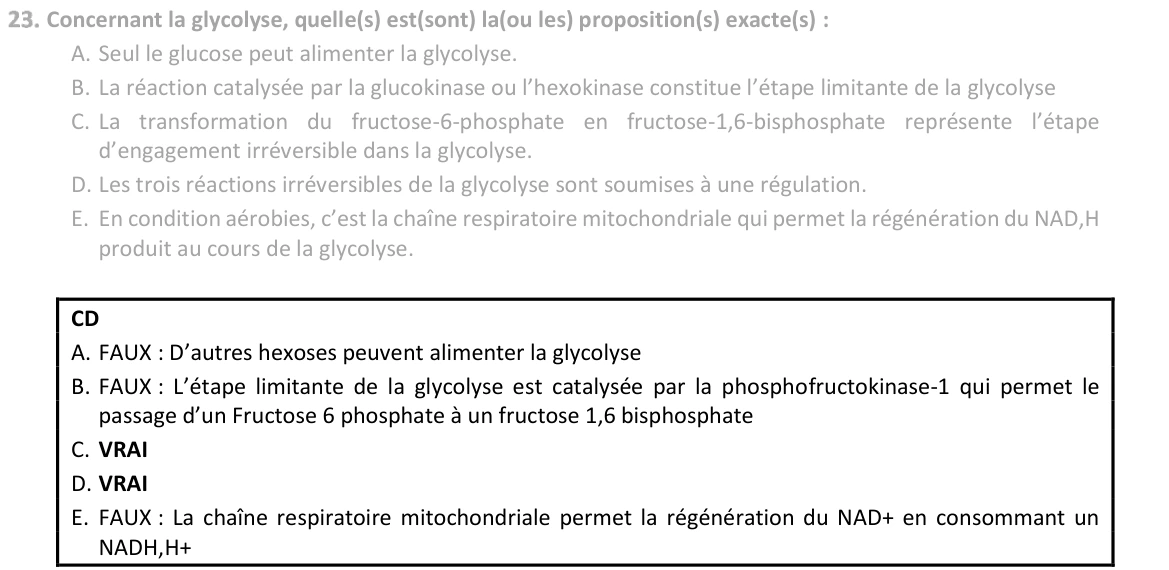 23. Concernant la glycolyse, quelle(s) est(sont) la(ou les) proposition(s) exacte(s) :
A. Seul le glucose peut alimenter la glycolyse.
B. La réaction catalysée par la glucokinase ou l’hexokinase constitue l’étape limitante de la glycolyse
C. La transformation du fructose-6-phosphate en fructose-1,6-bisphosphate représente l’étape
d’engagement irréversible dans la glycolyse.
D. Les trois réactions irréversibles de la glycolyse sont soumises à une régulation.
E. En condition aérobies, c’est la chaîne respiratoire mitochondriale qui permet la régénération du NAD,H
produit au cours de la glycolyse.
CD
A. FAUX : D’autres hexoses peuvent alimenter la glycolyse
B. FAUX : L’étape limitante de la glycolyse est catalysée par la phosphofructokinase-1 qui permet le
passage d’un Fructose 6 phosphate à un fructose 1,6 bisphosphate
C. VRAI
D. VRAI
E. FAUX : La chaîne respiratoire mitochondriale permet la régénération du NAD+ en consommant un
NADH,H+